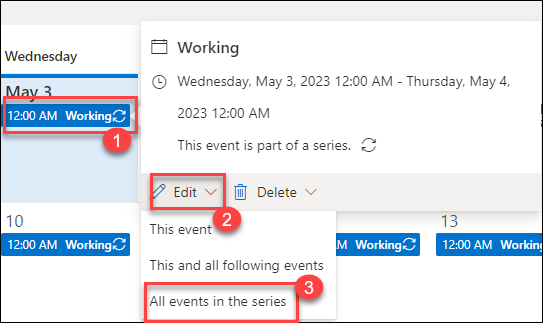 Wednesday
May 3
12:00 AM Working
1
Working
Wednesday, May 3, 2023 12:00 AM - Thursday, May 4,
2023 12:00 AM
This event is part of a series.
Edit
Delete
2
This event
This and all following events
All events in the series
3
10
12:00 AM Working
AM Working
13
12:00 AM Working